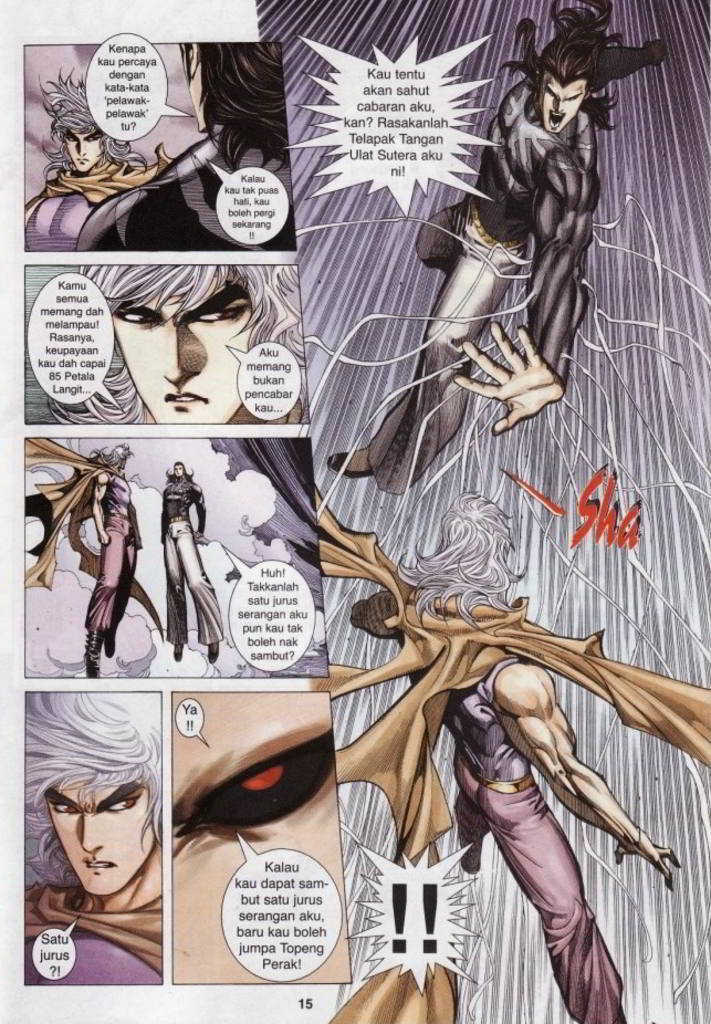 Kenapa
kau percaya
dengan
kata-kata
'pelawak-
pelawak'
tu?
Kalau
kau tak puas
hati, kau
boleh pergi
sekarang
!!
Kamu
semua
memang dah
melampau!
Rasanya,
keupayaan
kau dah capai
85 Petala
Langit...
Aku
memang
bukan
pencabar
kau...
Huh!
Takkanlah
satu jurus
serangan aku
pun kau tak
boleh nak
sambut?
Satu
jurus
?!
Ya
!!
Kalau
kau dapat sam-
but satu jurus
serangan aku,
baru kau boleh
jumpa Topeng
Perak!
Kau tentu
akan sahut
cabaran aku,
kan? Rasakanlah
Telapak Tangan
Ulat Sutera aku
ni!
Sha
!!
15